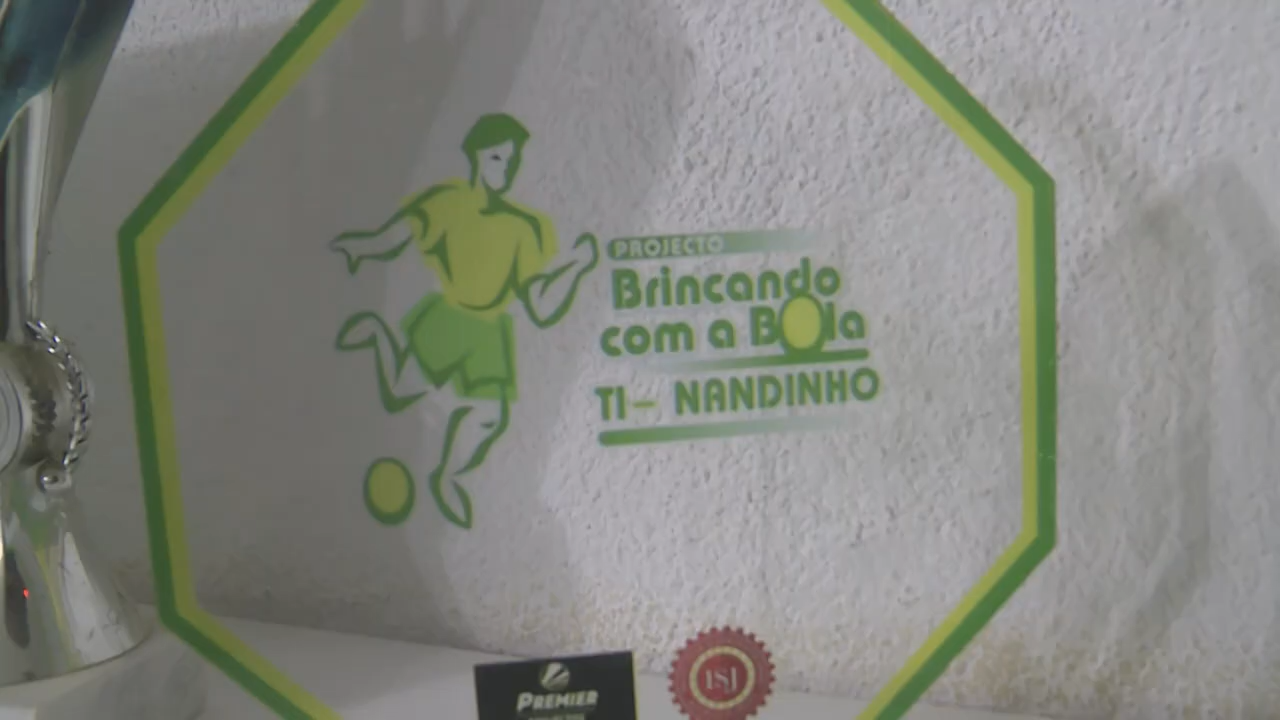 PROJECTO
Brincando
com a Bola
TI- NANDINHO
PREMIER